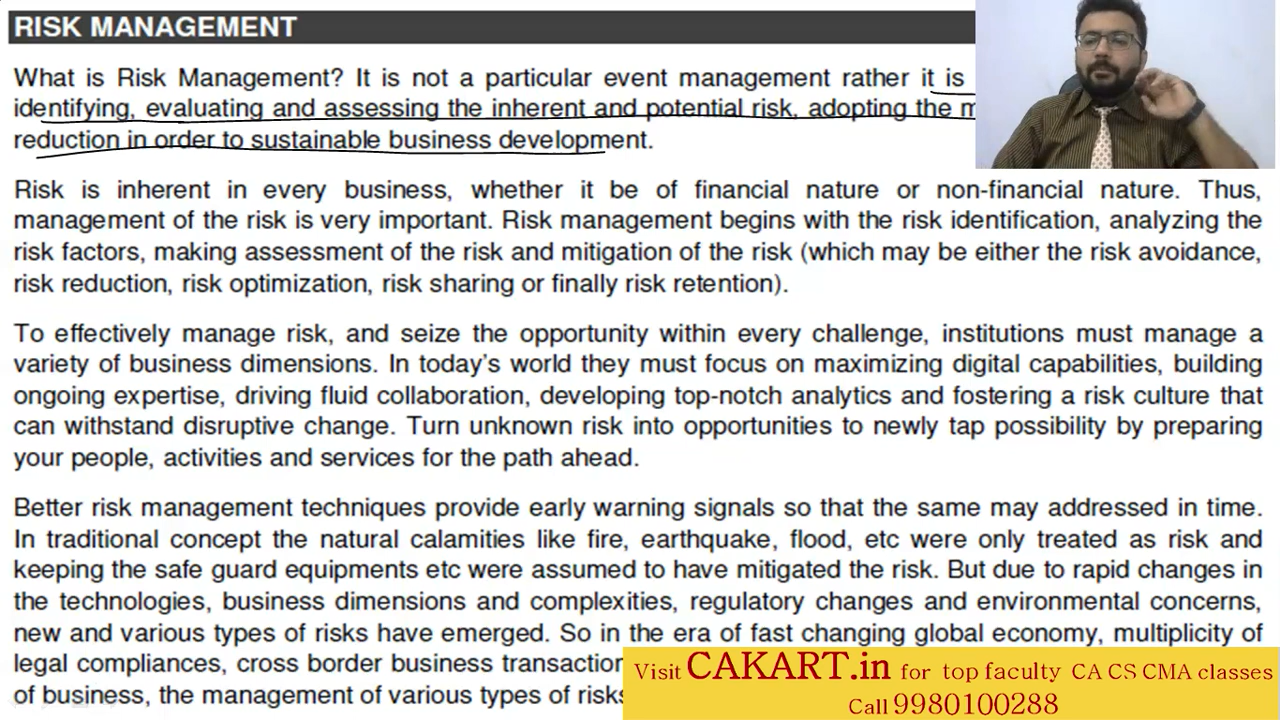 RISK MANAGEMENT
What is Risk Management? It is not a particular event management rather it is
identifying, evaluating and assessing the inherent and potential risk, adopting the
reduction in order to sustainable business development.
Risk is inherent in every business, whether it be of financial nature or non-financial nature. Thus,
management of the risk is very important. Risk management begins with the risk identification, analyzing the
risk factors, making assessment of the risk and mitigation of the risk (which may be either the risk avoidance,
risk reduction, risk optimization, risk sharing or finally risk retention).
To effectively manage risk, and seize the opportunity within every challenge, institutions must manage a
variety of business dimensions. In today's world they must focus on maximizing digital capabilities, building
ongoing expertise, driving fluid collaboration, developing top-notch analytics and fostering a risk culture that
can withstand disruptive change. Turn unknown risk into opportunities to newly tap possibility by preparing
your people, activities and services for the path ahead.
Better risk management techniques provide early warning signals so that the same may addressed in time.
In traditional concept the natural calamities like fire, earthquake, flood, etc were only treated as risk and
keeping the safe guard equipments etc were assumed to have mitigated the risk. But due to rapid changes in
the technologies, business dimensions and complexities, regulatory changes and environmental concerns,
new and various types of risks have emerged. So in the era of fast changing global economy, multiplicity of
legal compliances, cross border business
of business, the management of various types of risks
Visit CAKART.in for top faculty CA CS CMA classes
Call 9980100288